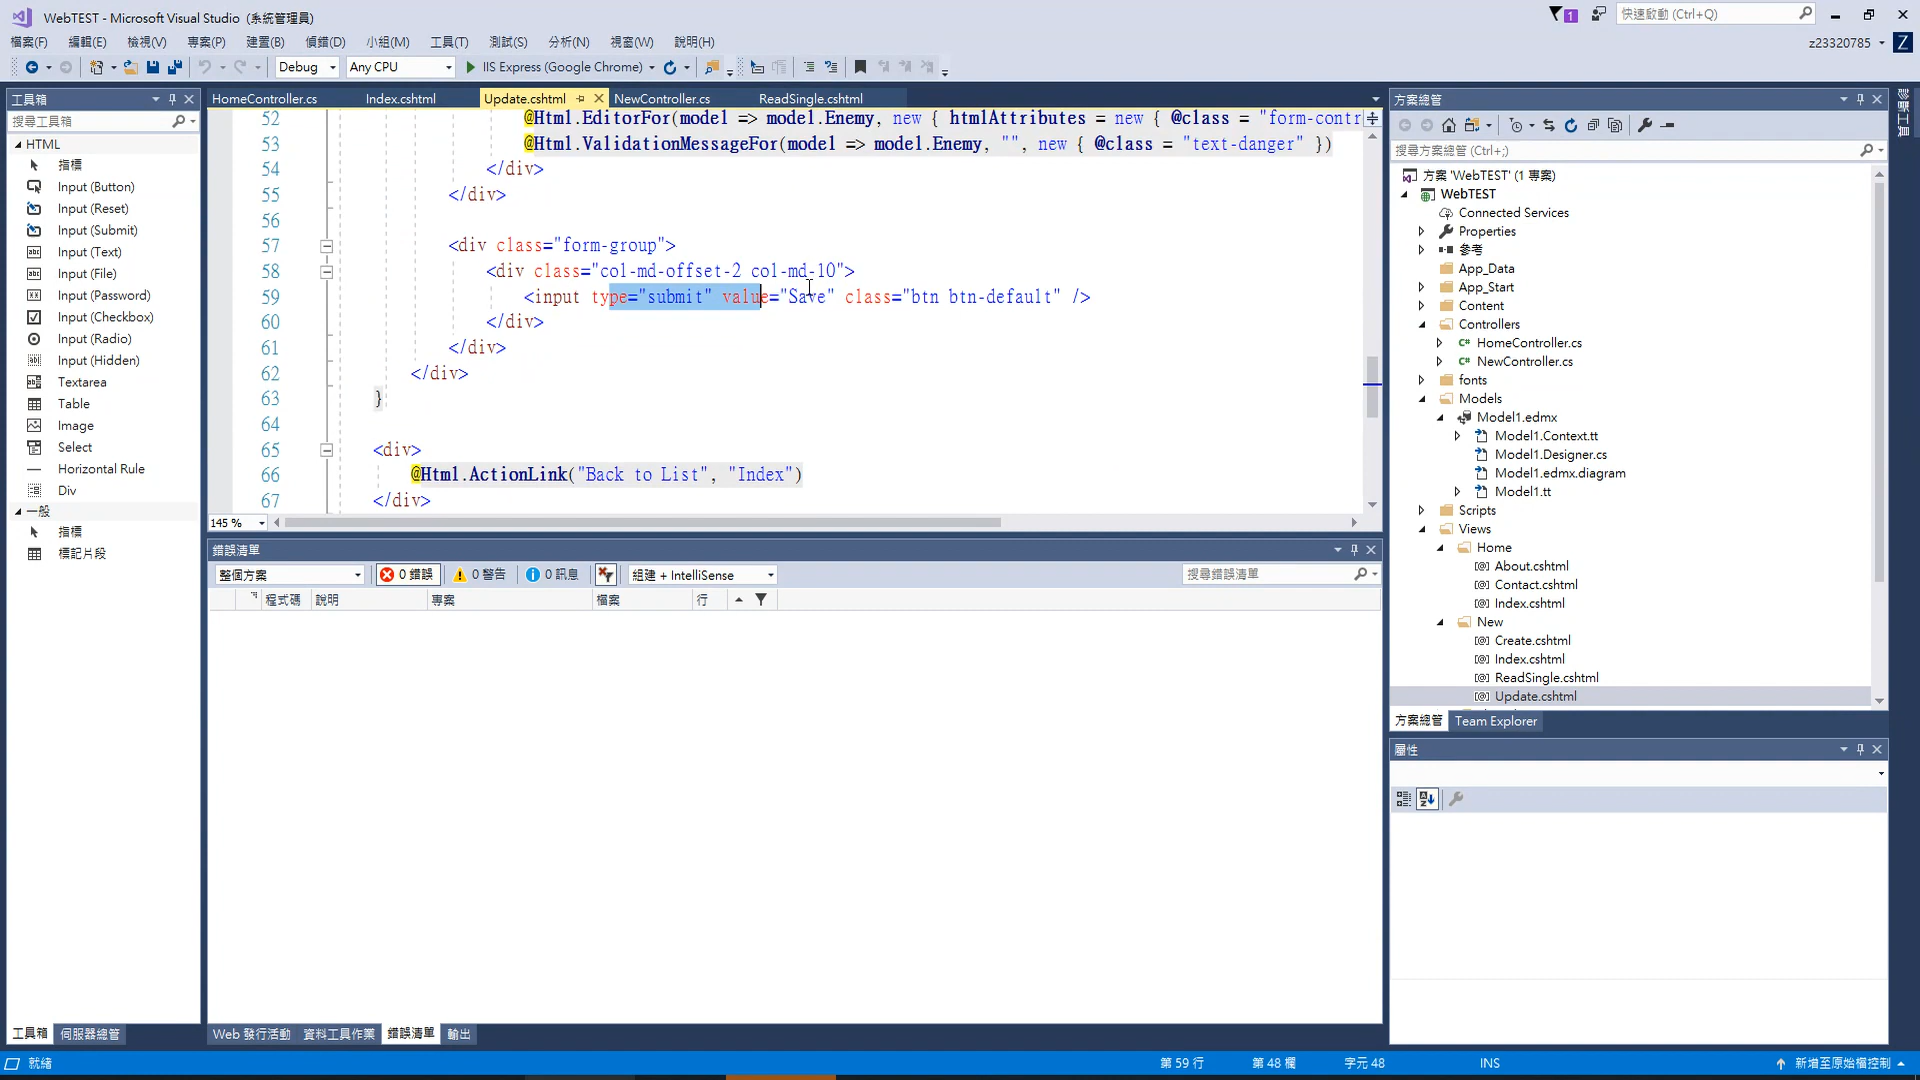 WebTEST - Microsoft Visual Studio (系統管理員)
1
快速啟動 (Ctrl+Q)
檔案(F) 編輯(E) 檢視(V) 專案(P) 建置(B) 偵錯(D) 小組(M) 工具(T) 測試(S) 分析(N) 視窗(W) 說明(H)
z23320785
Z
Debug Any CPU IIS Express (Google Chrome)
工具箱
搜尋工具箱
HTML
指標
Input (Button)
Input (Reset)
Input (Submit)
Input (Text)
Input (File)
Input (Password)
Input (Checkbox)
Input (Radio)
Input (Hidden)
Textarea
Table
Image
Select
Horizontal Rule
Div
一般
指標
標記片段
工具箱 伺服器總管
HomeController.cs Index.cshtml Update.cshtml NewController.cs ReadSingle.cshtml
52 @Html.EditorFor(model => model.Enemy, new { htmlAttributes = new { @class = "form-contr
53 @Html.ValidationMessageFor(model => model.Enemy, "", new { @class = "text-danger" })
54 </div>
55 </div>
56
57 <div class="form-group">
58 <div class="col-md-offset-2 col-md-10">
59 <input type="submit" value="Save" class="btn btn-default" />
60 </div>
61 </div>
62 </div>
63 }
64
65 <div>
66 @Html.ActionLink("Back to List", "Index")
67 </div>
145 %
錯誤清單
整個方案 0 錯誤 0 警告 0 訊息 組建 + IntelliSense 搜尋錯誤清單
程式碼 說明 專案 檔案 行
Web 發行活動 資料工具作業 錯誤清單 輸出
方案總管
搜尋方案總管 (Ctrl+;)
方案 'WebTEST' (1 專案)
WebTEST
Connected Services
Properties
參考
App_Data
App_Start
Content
Controllers
HomeController.cs
NewController.cs
fonts
Models
Model1.edmx
Model1.Context.tt
Model1.Designer.cs
Model1.edmx.diagram
Model1.tt
Scripts
Views
Home
About.cshtml
Contact.cshtml
Index.cshtml
New
Create.cshtml
Index.cshtml
ReadSingle.cshtml
Update.cshtml
方案總管 Team Explorer
屬性
診斷工具
就緒 第 59 行 第 48 欄 字元 48 INS 新增至原始檔控制